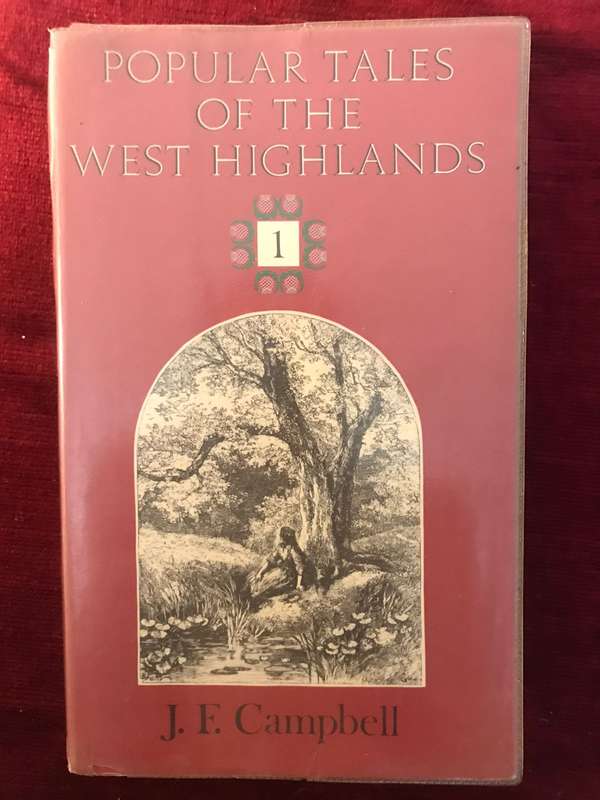 POPULAR TALES
OF THE
WEST HIGHLANDS
1
J. F. Campbell